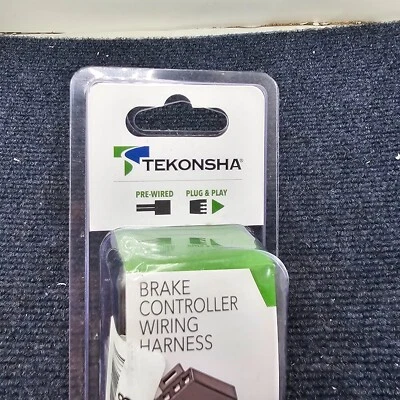 TEKONSHA®
PRE-WIRED PLUG & PLAY
BRAKE
CONTROLLER
WIRING
HARNESS